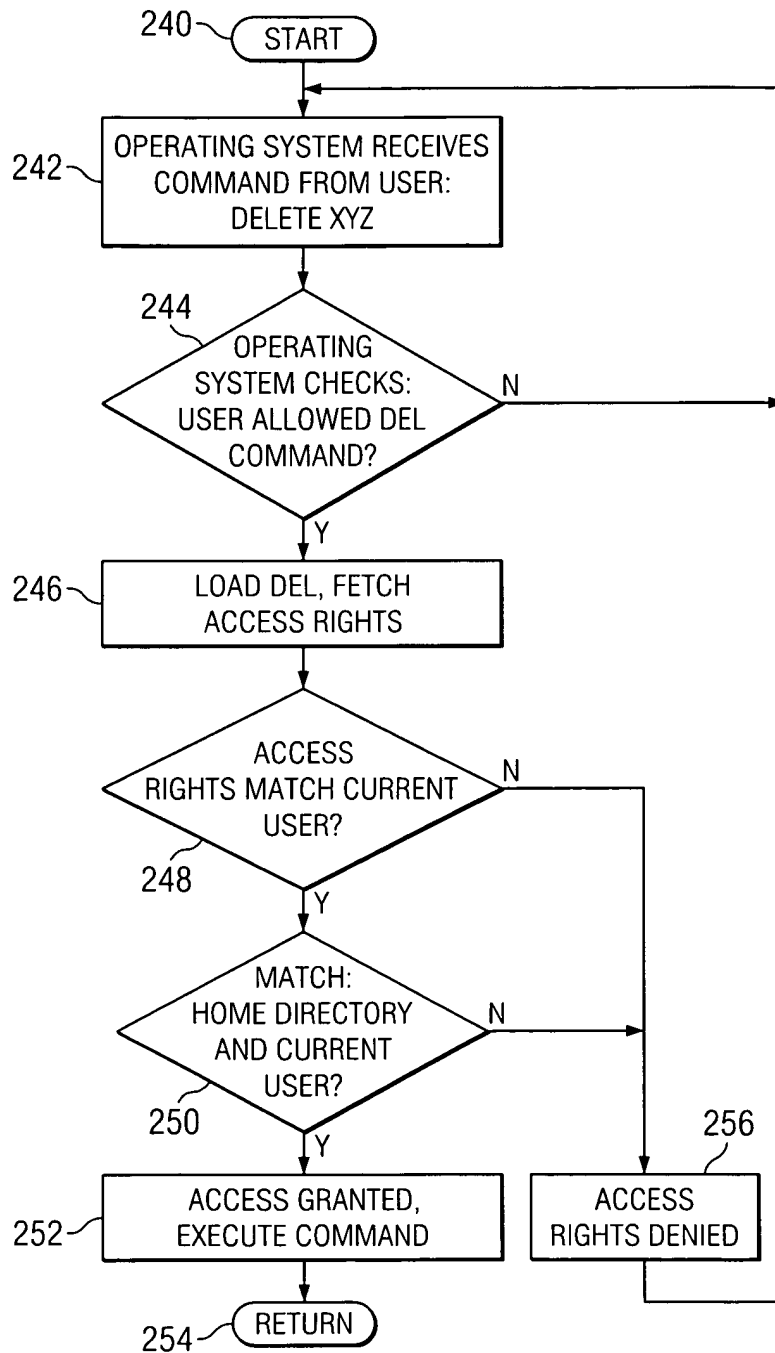 240
START
242
OPERATING SYSTEM RECEIVES
COMMAND FROM USER:
DELETE XYZ
244
OPERATING
SYSTEM CHECKS:
USER ALLOWED DEL
COMMAND?
N
Y
246
LOAD DEL, FETCH
ACCESS RIGHTS
ACCESS
RIGHTS MATCH CURRENT
USER?
N
248
Y
MATCH:
HOME DIRECTORY
AND CURRENT
USER?
N
250
Y
256
252
ACCESS GRANTED,
EXECUTE COMMAND
ACCESS
RIGHTS DENIED
254
RETURN